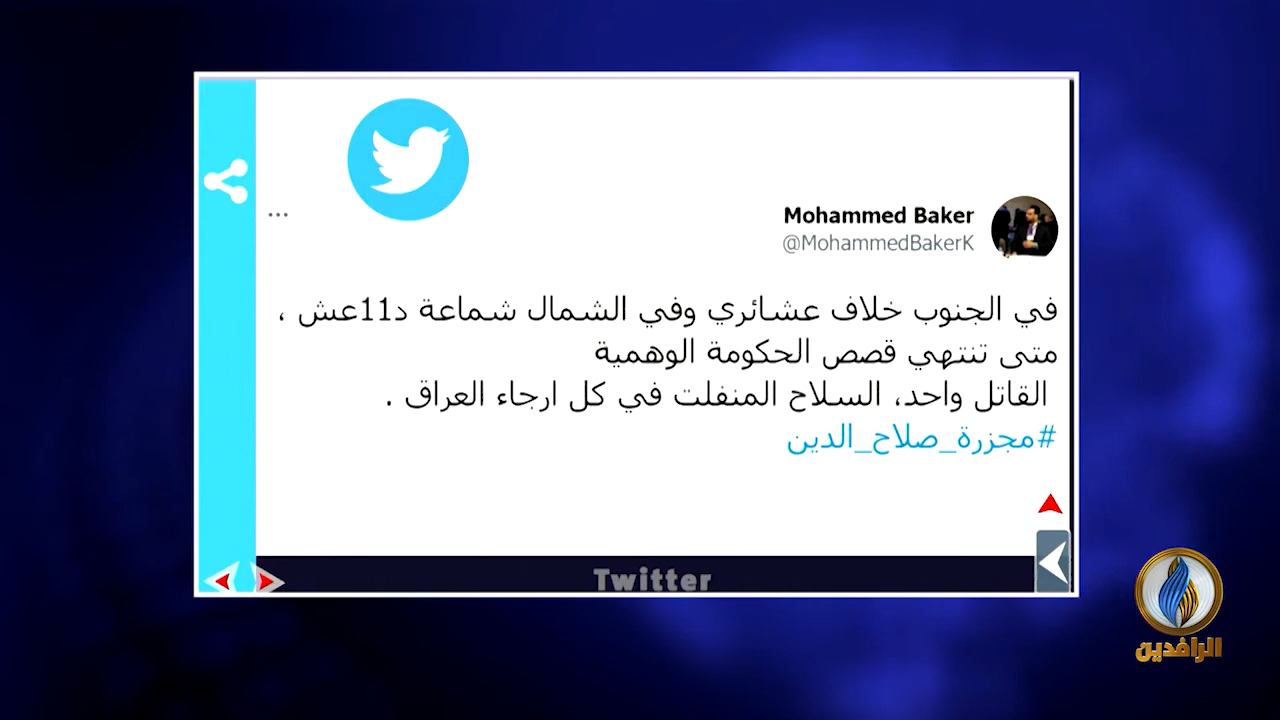 Mohammed Baker
@MohammedBakerK
في الجنوب خلاف عشائري وفي الشمال شماعة د11عش ،
متى تنتهي قصص الحكومة الوهمية
القاتل واحد، السلاح المنفلت في كل ارجاء العراق .
#مجزرة_صلاح_الدين
Twitter
الرافدين